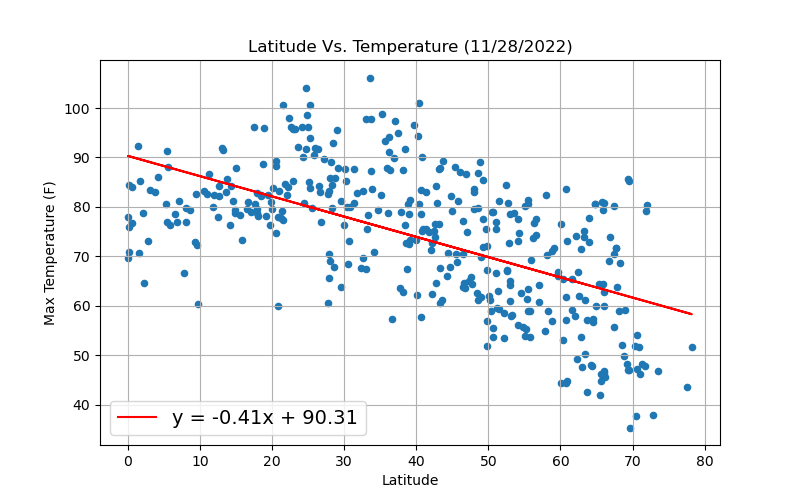 Latitude Vs. Temperature (11/28/2022)
Max Temperature (F)
100
90
80
70
60
50
40
y = -0.41x + 90.31
0 10 20 30 40 50 60 70 80
Latitude